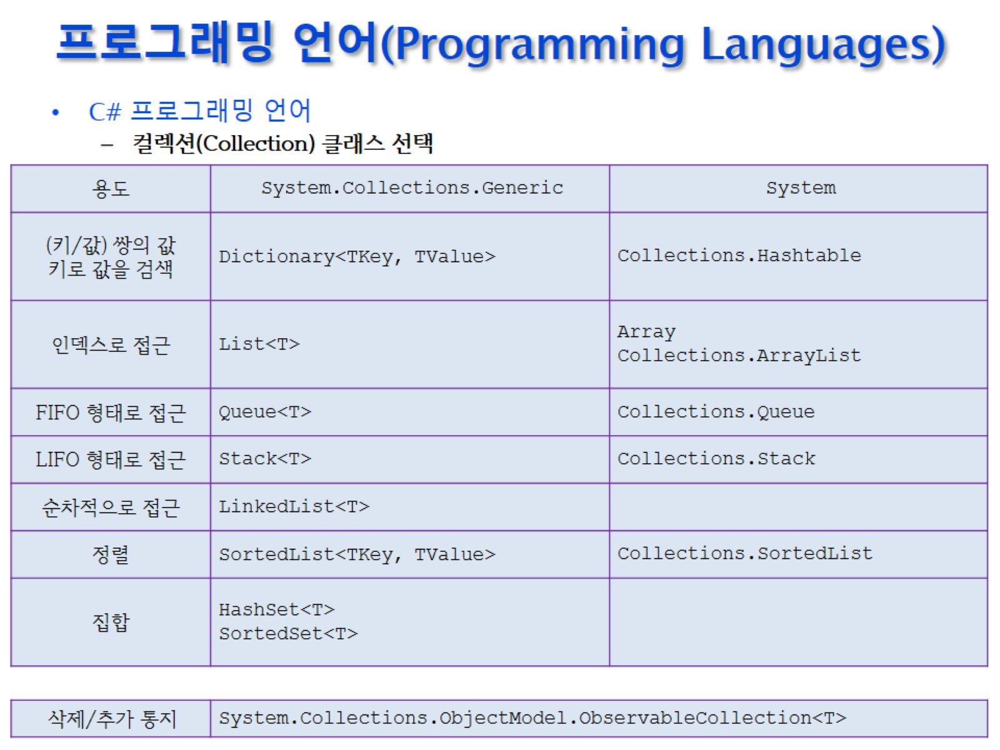 프로그래밍 언어(Programming Languages)
• C# 프로그래밍 언어
– 컬렉션(Collection) 클래스 선택
용도 System.Collections.Generic System
(키/값) 쌍의 값
키로 값을 검색
Dictionary<TKey, TValue>
Collections.Hashtable
인덱스로 접근
List<T>
Array
Collections.ArrayList
FIFO 형태로 접근 Queue<T> Collections.Queue
LIFO 형태로 접근 Stack<T> Collections.Stack
순차적으로 접근 LinkedList<T>
정렬 SortedList<TKey, TValue> Collections.SortedList
집합
HashSet<T>
SortedSet<T>
삭제/추가 통지 System.Collections.ObjectModel.ObservableCollection<T>